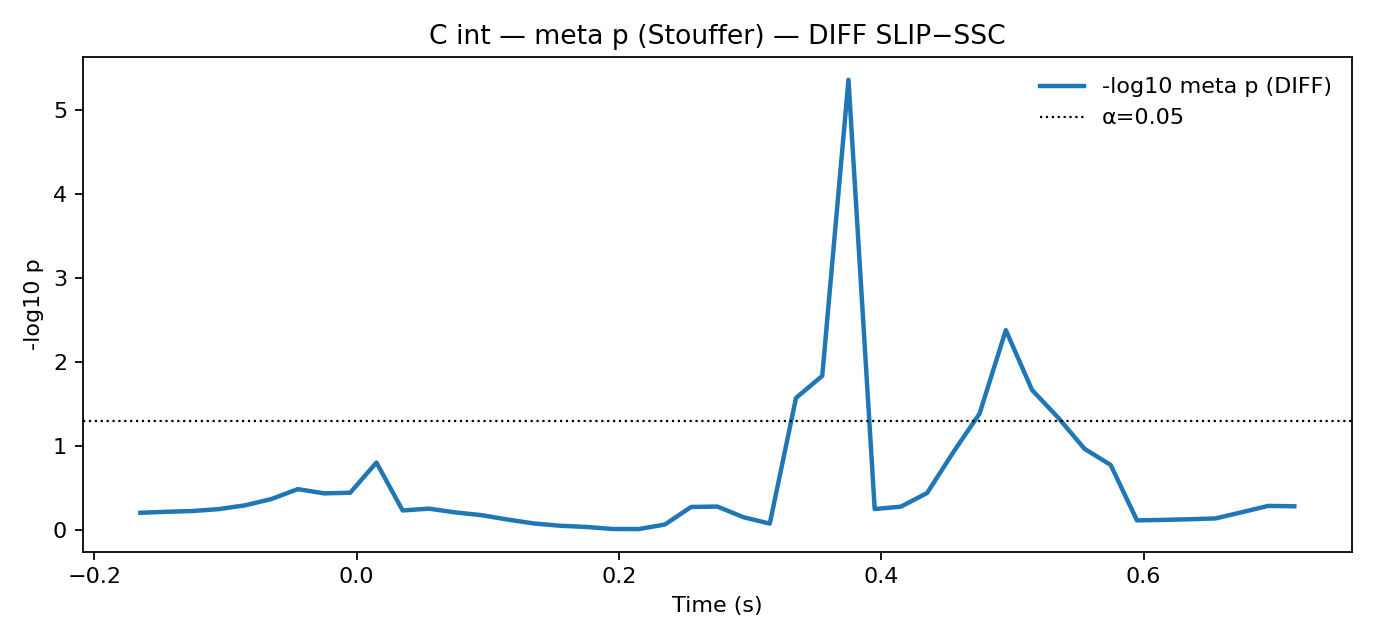 C int — meta p (Stouffer) — DIFF SLIP−SSC
-log10 meta p (DIFF)
α=0.05
5
4
3
2
1
0
-log10 p
−0.2
0.0
0.2
0.4
0.6
Time (s)